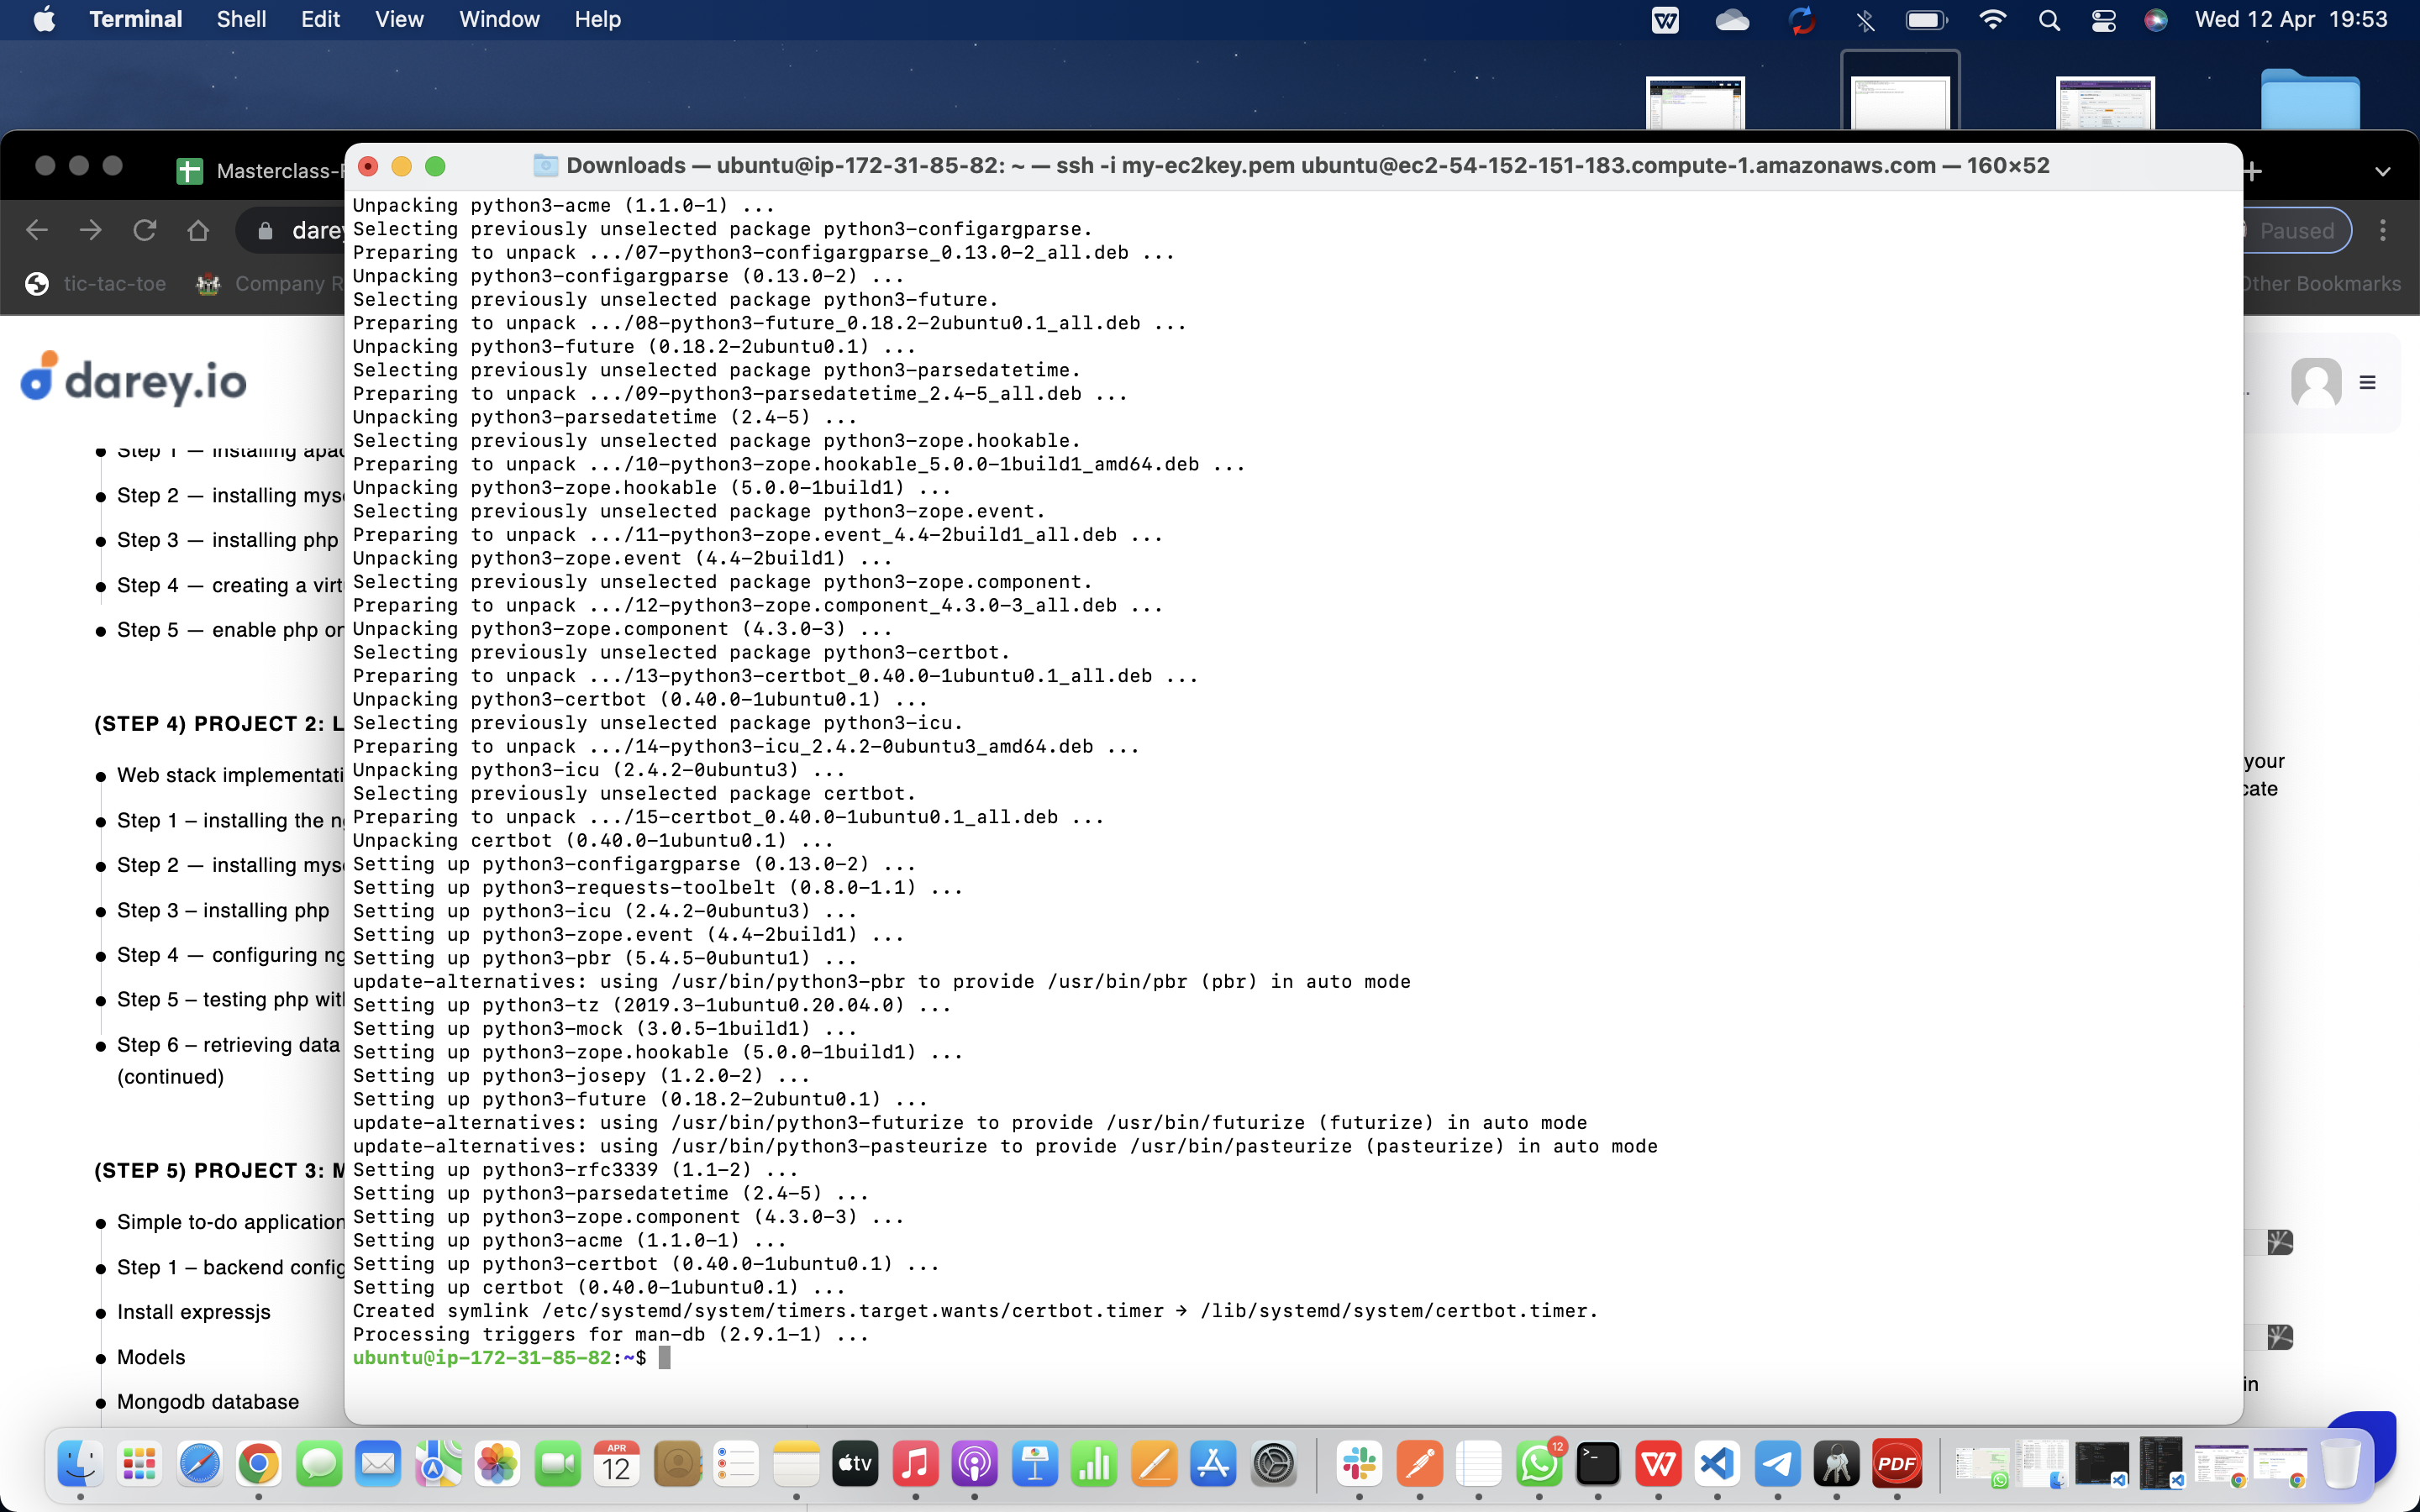 Terminal Shell Edit View Window Help Wed 12 Apr 19:53
Masterclass-
Downloads — ubuntu@ip-172-31-85-82: ~ — ssh -i my-ec2key.pem ubuntu@ec2-54-152-151-183.compute-1.amazonaws.com — 160×52
darey
Paused
tic-tac-toe Company R
Other Bookmarks
darey.io
Step 1 — installing apac
Step 2 — installing mys
Step 3 — installing php
Step 4 — creating a virt
Step 5 — enable php on
(STEP 4) PROJECT 2: L
Web stack implementati
Step 1 – installing the n
Step 2 — installing mys
Step 3 – installing php
Step 4 — configuring ng
Step 5 – testing php wit
Step 6 – retrieving data
(continued)
(STEP 5) PROJECT 3: M
Simple to-do application
Step 1 – backend config
Install expressjs
Models
Mongodb database
Unpacking python3-acme (1.1.0-1) ...
Selecting previously unselected package python3-configargparse.
Preparing to unpack .../07-python3-configargparse_0.13.0-2_all.deb ...
Unpacking python3-configargparse (0.13.0-2) ...
Selecting previously unselected package python3-future.
Preparing to unpack .../08-python3-future_0.18.2-2ubuntu0.1_all.deb ...
Unpacking python3-future (0.18.2-2ubuntu0.1) ...
Selecting previously unselected package python3-parsedatetime.
Preparing to unpack .../09-python3-parsedatetime_2.4-5_all.deb ...
Unpacking python3-parsedatetime (2.4-5) ...
Selecting previously unselected package python3-zope.hookable.
Preparing to unpack .../10-python3-zope.hookable_5.0.0-1build1_amd64.deb ...
Unpacking python3-zope.hookable (5.0.0-1build1) ...
Selecting previously unselected package python3-zope.event.
Preparing to unpack .../11-python3-zope.event_4.4-2build1_all.deb ...
Unpacking python3-zope.event (4.4-2build1) ...
Selecting previously unselected package python3-zope.component.
Preparing to unpack .../12-python3-zope.component_4.3.0-3_all.deb ...
Unpacking python3-zope.component (4.3.0-3) ...
Selecting previously unselected package python3-certbot.
Preparing to unpack .../13-python3-certbot_0.40.0-1ubuntu0.1_all.deb ...
Unpacking python3-certbot (0.40.0-1ubuntu0.1) ...
Selecting previously unselected package python3-icu.
Preparing to unpack .../14-python3-icu_2.4.2-0ubuntu3_amd64.deb ...
Unpacking python3-icu (2.4.2-0ubuntu3) ...
Selecting previously unselected package certbot.
Preparing to unpack .../15-certbot_0.40.0-1ubuntu0.1_all.deb ...
Unpacking certbot (0.40.0-1ubuntu0.1) ...
Setting up python3-configargparse (0.13.0-2) ...
Setting up python3-requests-toolbelt (0.8.0-1.1) ...
Setting up python3-icu (2.4.2-0ubuntu3) ...
Setting up python3-zope.event (4.4-2build1) ...
Setting up python3-pbr (5.4.5-0ubuntu1) ...
update-alternatives: using /usr/bin/python3-pbr to provide /usr/bin/pbr (pbr) in auto mode
Setting up python3-tz (2019.3-1ubuntu0.20.04.0) ...
Setting up python3-mock (3.0.5-1build1) ...
Setting up python3-zope.hookable (5.0.0-1build1) ...
Setting up python3-josepy (1.2.0-2) ...
Setting up python3-future (0.18.2-2ubuntu0.1) ...
update-alternatives: using /usr/bin/python3-futurize to provide /usr/bin/futurize (futurize) in auto mode
update-alternatives: using /usr/bin/python3-pasteurize to provide /usr/bin/pasteurize (pasteurize) in auto mode
Setting up python3-rfc3339 (1.1-2) ...
Setting up python3-parsedatetime (2.4-5) ...
Setting up python3-zope.component (4.3.0-3) ...
Setting up python3-acme (1.1.0-1) ...
Setting up python3-certbot (0.40.0-1ubuntu0.1) ...
Setting up certbot (0.40.0-1ubuntu0.1) ...
Created symlink /etc/systemd/system/timers.target.wants/certbot.timer → /lib/systemd/system/certbot.timer.
Processing triggers for man-db (2.9.1-1) ...
ubuntu@ip-172-31-85-82:~$
your
cate
in
APR
12
tv
12
PDF